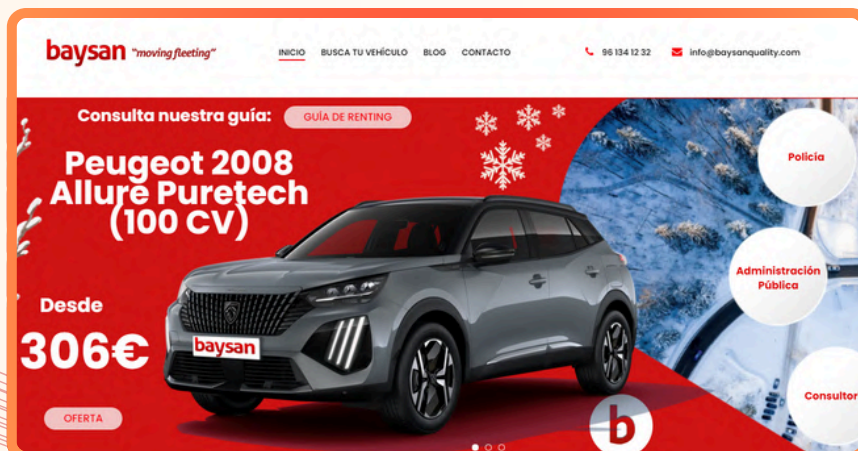 baysan "moving fleeting"
INICIO BUSCA TU VEHÍCULO BLOG CONTACTO
96 134 12 32 info@baysanquality.com
Consulta nuestra guía: GUÍA DE RENTING
Peugeot 2008
Allure Puretech
(100 CV)
Desde
306€
OFERTA
baysan
b
Policía
Administración
Pública
Consultor